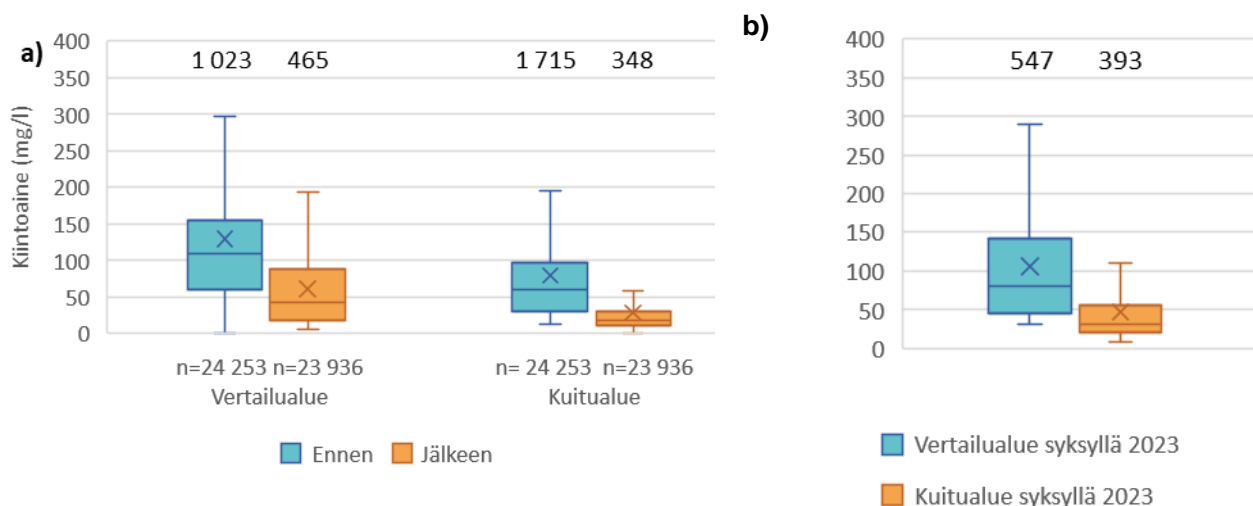 a)
Kiintoaine (mg/l)
400
350
300
250
200
150
100
50
0
1 023 465 1 715 348
n=24 253 n=23 936 n= 24 253 n=23 936
Vertailualue Kuitualue
Ennen Jälkeen
b)
400
350
300
250
200
150
100
50
0
547 393
Vertailualue syksyllä 2023
Kuitualue syksyllä 2023